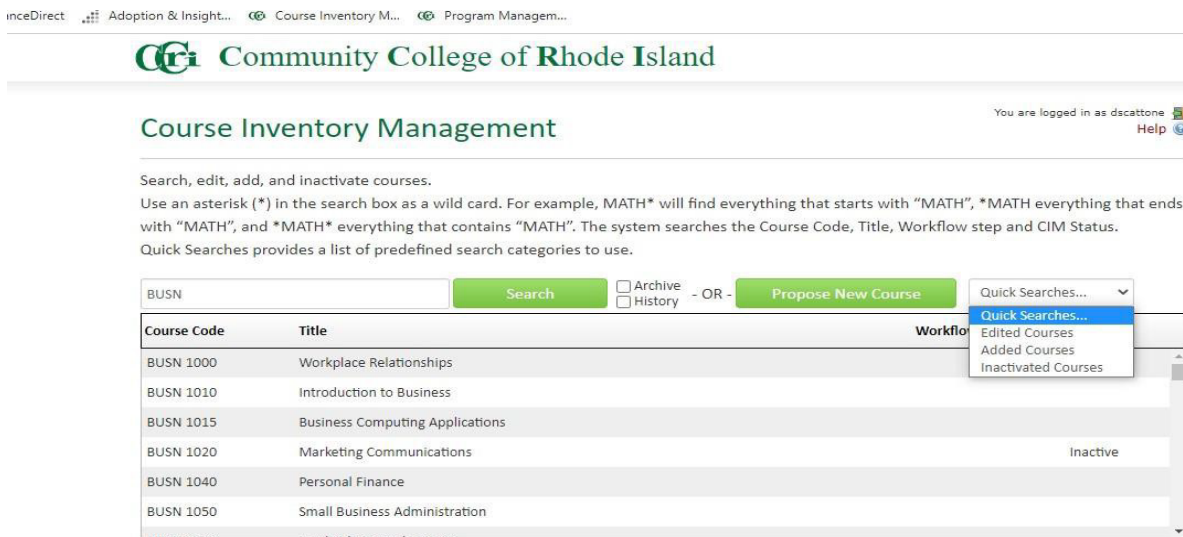 nceDirect Adoption & Insight... Course Inventory M... Program Managem...
CCRi Community College of Rhode Island
You are logged in as dscattone
Course Inventory Management
Help
Search, edit, add, and inactivate courses.
Use an asterisk (*) in the search box as a wild card. For example, MATH* will find everything that starts with “MATH”, *MATH everything that ends
with “MATH”, and *MATH* everything that contains “MATH”. The system searches the Course Code, Title, Workflow step and CIM Status.
Quick Searches provides a list of predefined search categories to use.
BUSN Search Archive History - OR - Propose New Course Quick Searches...
Quick Searches...
Edited Courses
Added Courses
Inactivated Courses
Course Code Title Workflo
BUSN 1000 Workplace Relationships
BUSN 1010 Introduction to Business
BUSN 1015 Business Computing Applications
BUSN 1020 Marketing Communications Inactive
BUSN 1040 Personal Finance
BUSN 1050 Small Business Administration